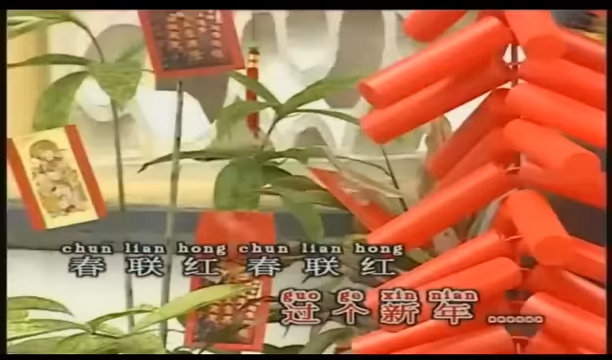 chun lian hong chun lian hong
春联红春联红
guo ge xin nian
过个新年......